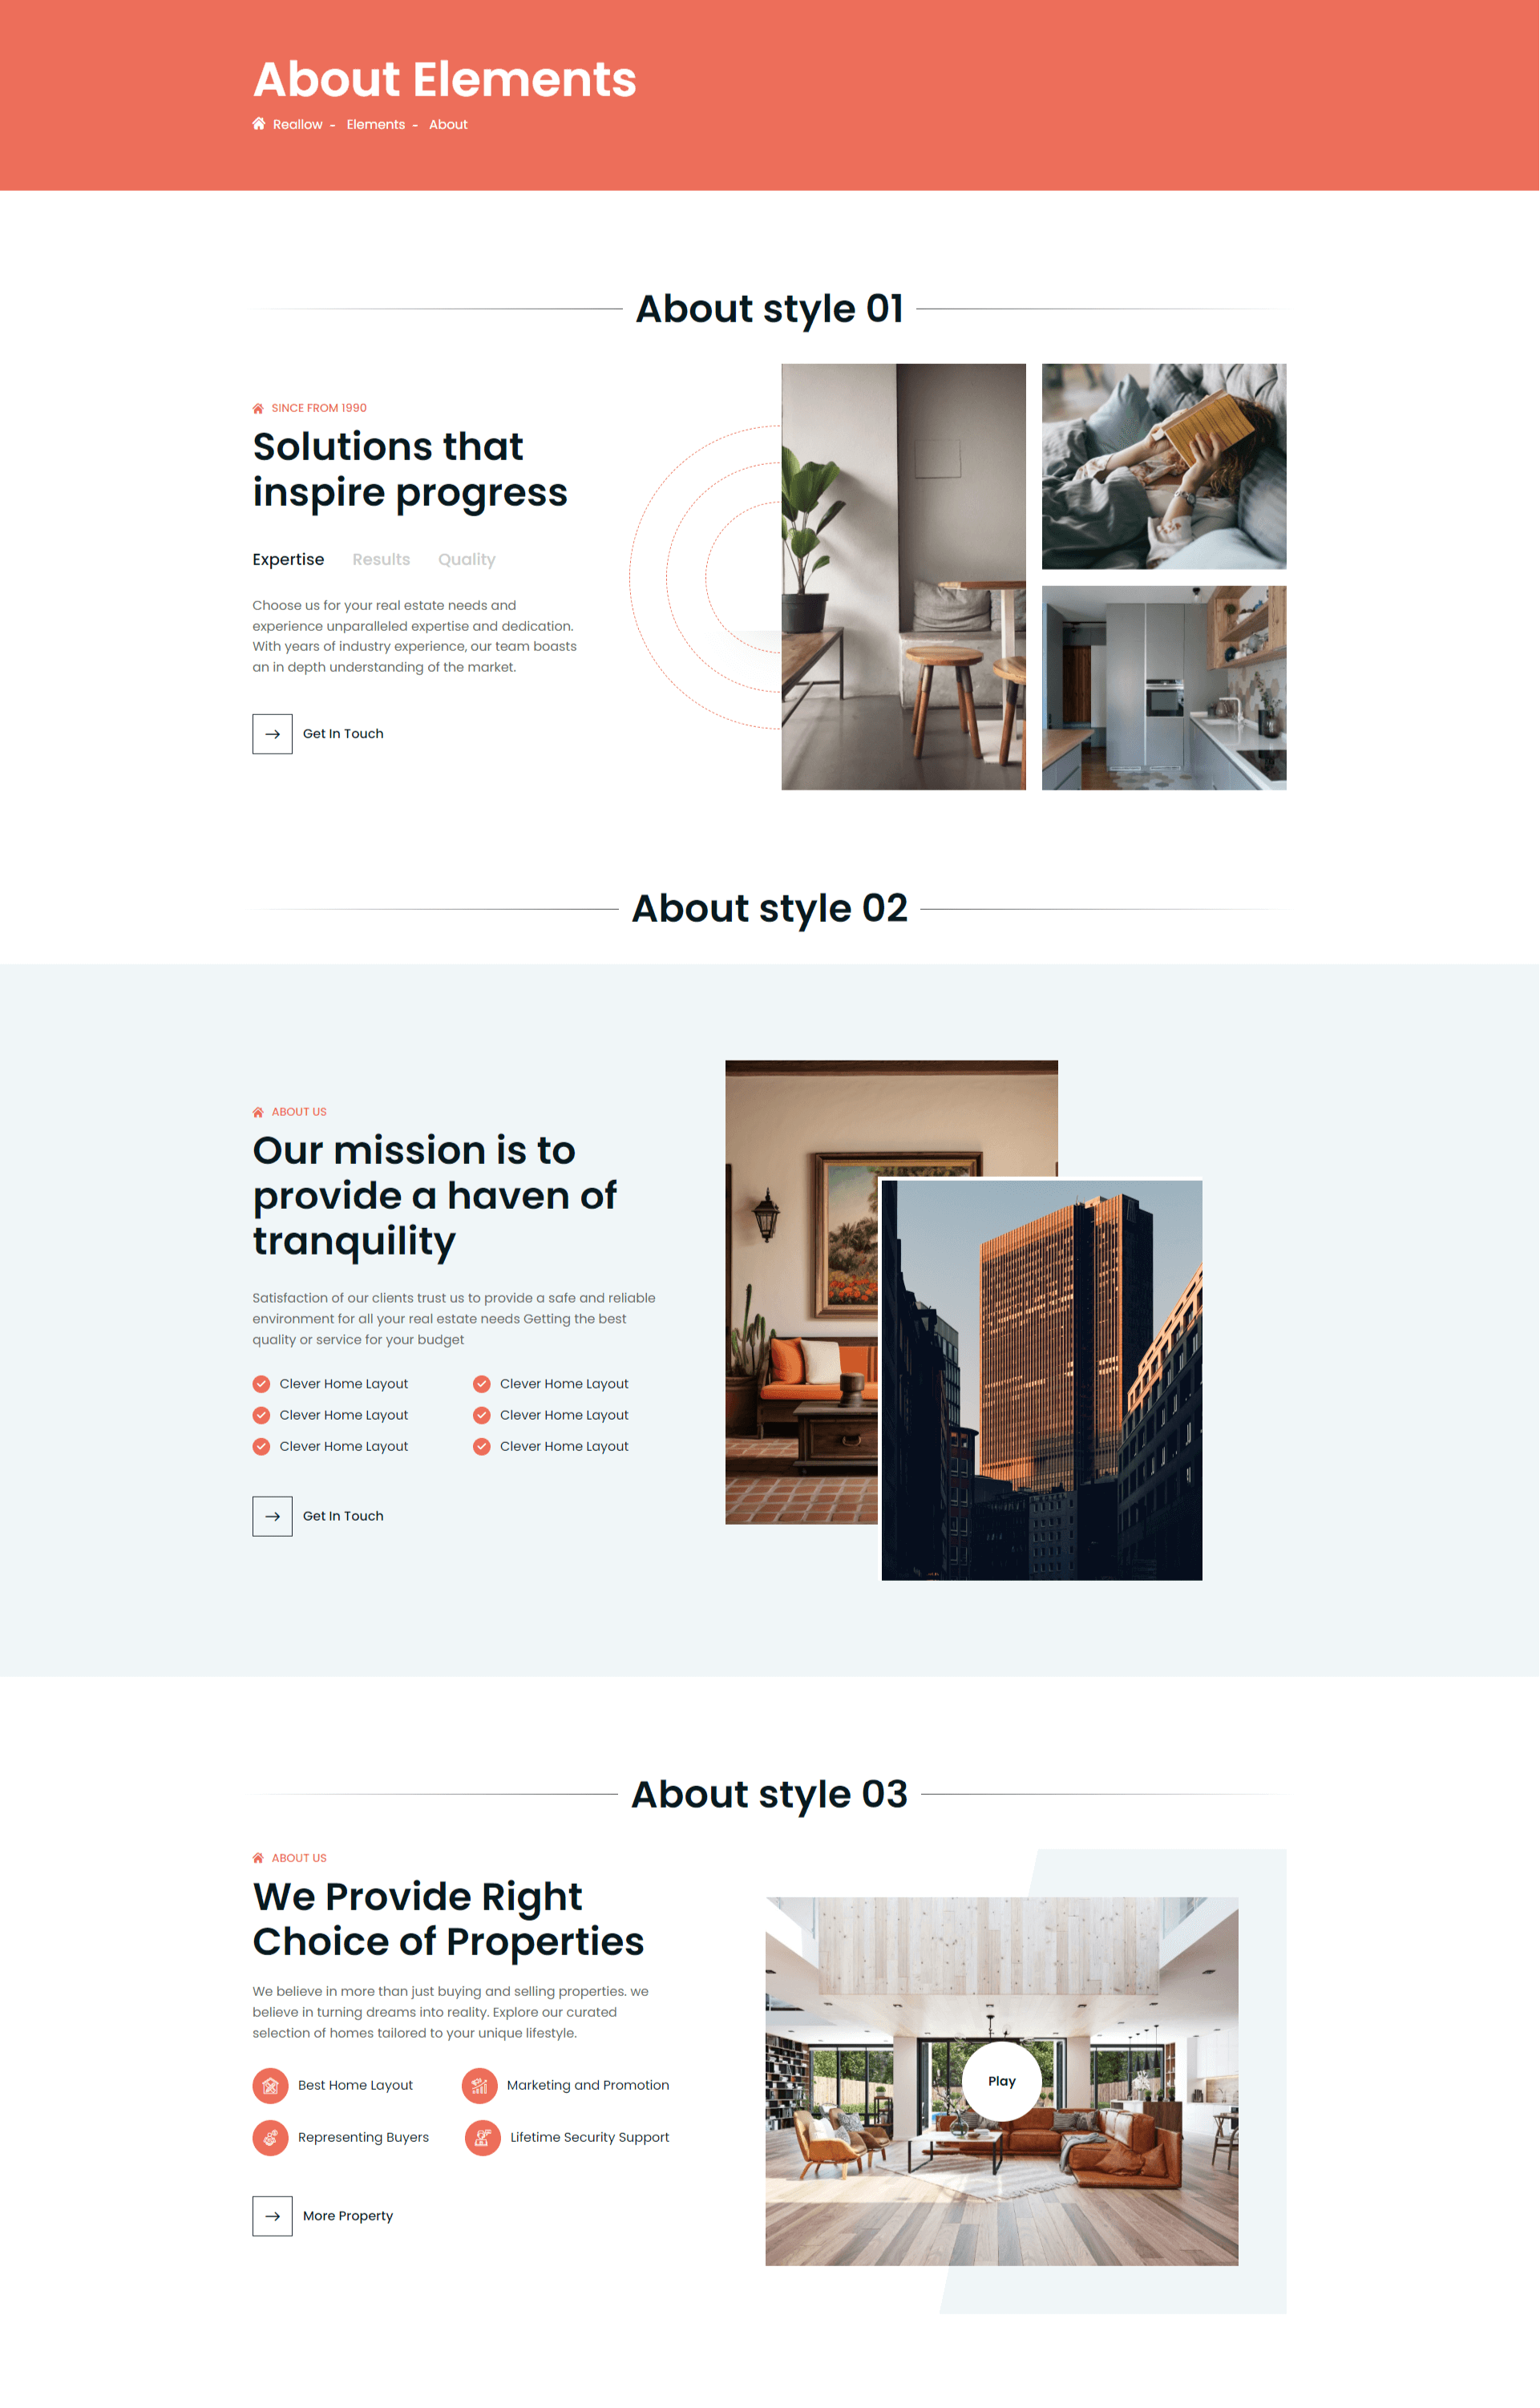 About Elements
Reallow - Elements - About
About style 01
SINCE FROM 1990
Solutions that
inspire progress
Expertise Results Quality
Choose us for your real estate needs and
experience unparalleled expertise and dedication.
With years of industry experience, our team boasts
an in depth understanding of the market.
Get In Touch
About style 02
ABOUT US
Our mission is to
provide a haven of
tranquility
Satisfaction of our clients trust us to provide a safe and reliable
environment for all your real estate needs Getting the best
quality or service for your budget
Clever Home Layout Clever Home Layout
Clever Home Layout Clever Home Layout
Clever Home Layout Clever Home Layout
Get In Touch
About style 03
ABOUT US
We Provide Right
Choice of Properties
We believe in more than just buying and selling properties. we
believe in turning dreams into reality. Explore our curated
selection of homes tailored to your unique lifestyle.
Best Home Layout Marketing and Promotion
Representing Buyers Lifetime Security Support
More Property
Play